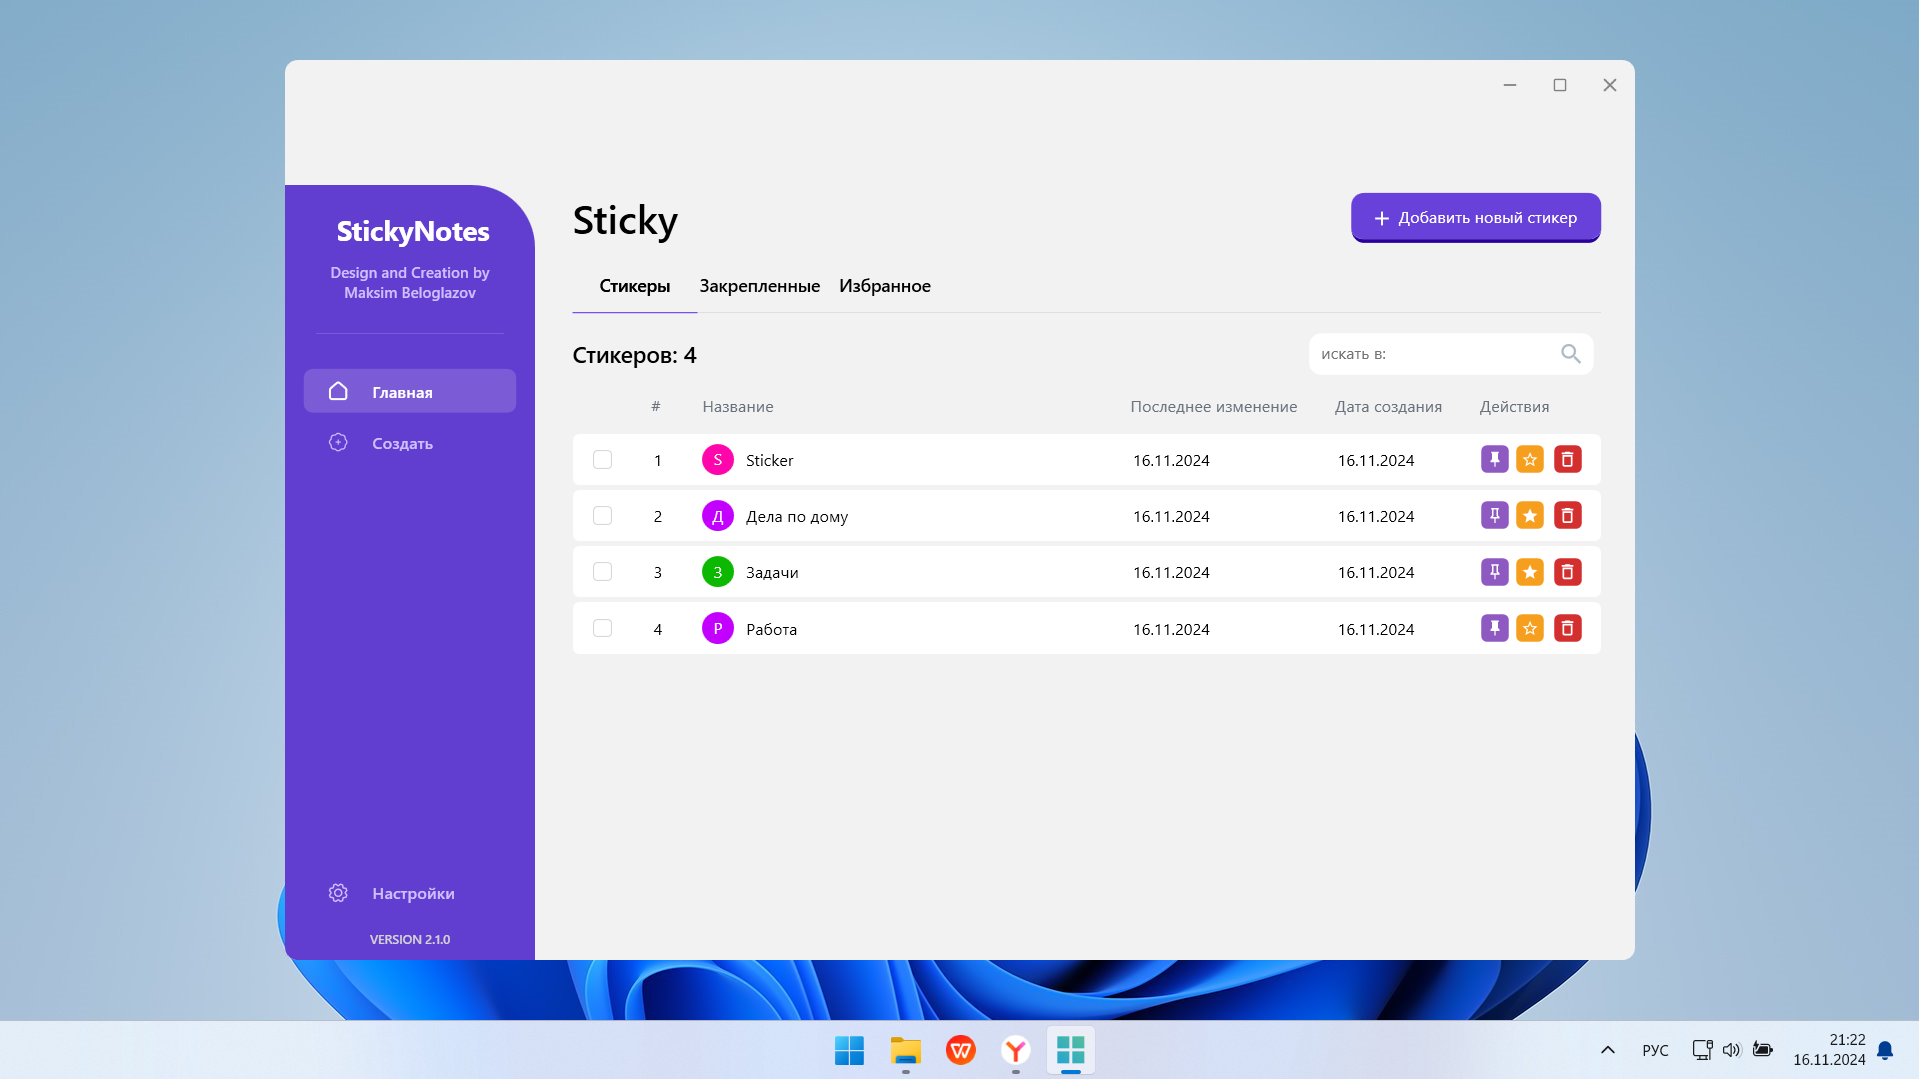 StickyNotes
Design and Creation by
Maksim Beloglazov
Главная
Создать
Настройки
VERSION 2.1.0
Sticky
Добавить новый стикер
Стикеры Закрепленные Избранное
Стикеров: 4
искать в:
# Название Последнее изменение Дата создания Действия
1 S Sticker 16.11.2024 16.11.2024
2 Д Дела по дому 16.11.2024 16.11.2024
3 З Задачи 16.11.2024 16.11.2024
4 Р Работа 16.11.2024 16.11.2024
РУС
21:22
16.11.2024